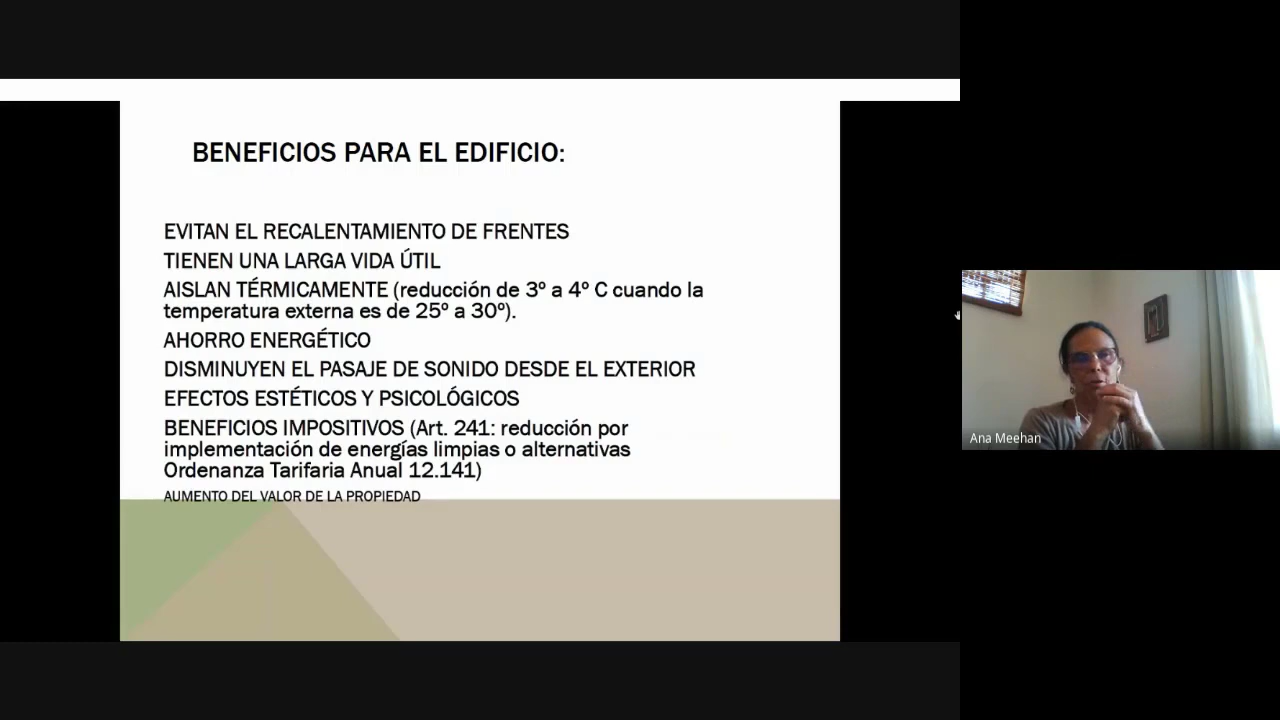 BENEFICIOS PARA EL EDIFICIO:
EVITAN EL RECALENTAMIENTO DE FRENTES
TIENEN UNA LARGA VIDA ÚTIL
AISLAN TÉRMICAMENTE (reducción de 3º a 4º C cuando la
temperatura externa es de 25º a 30º).
AHORRO ENERGÉTICO
DISMINUYEN EL PASAJE DE SONIDO DESDE EL EXTERIOR
EFECTOS ESTÉTICOS Y PSICOLÓGICOS
BENEFICIOS IMPOSITIVOS (Art. 241: reducción por
implementación de energías limpias o alternativas
Ordenanza Tarifaria Anual 12.141)
AUMENTO DEL VALOR DE LA PROPIEDAD
Ana Meehan